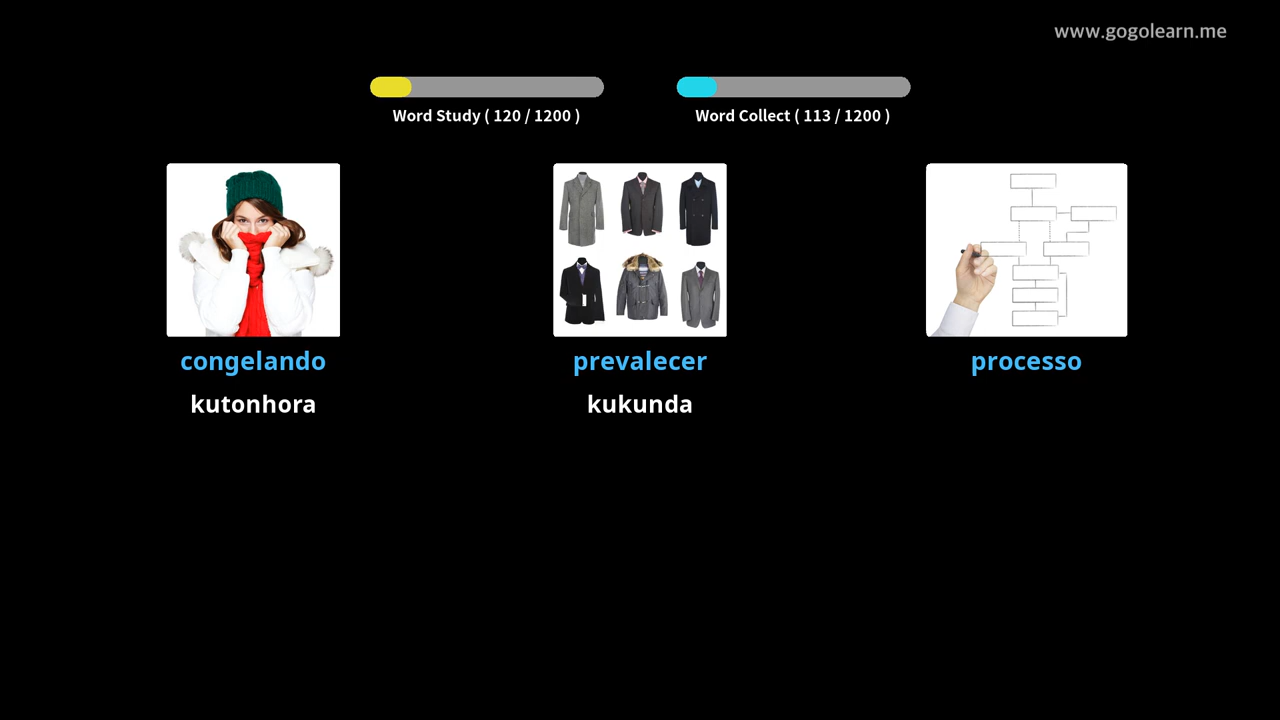 www.gogolearn.me
Word Study ( 120 / 1200 )
Word Collect ( 113 / 1200 )
congelando
prevalecer
processo
kutonhora
kukunda